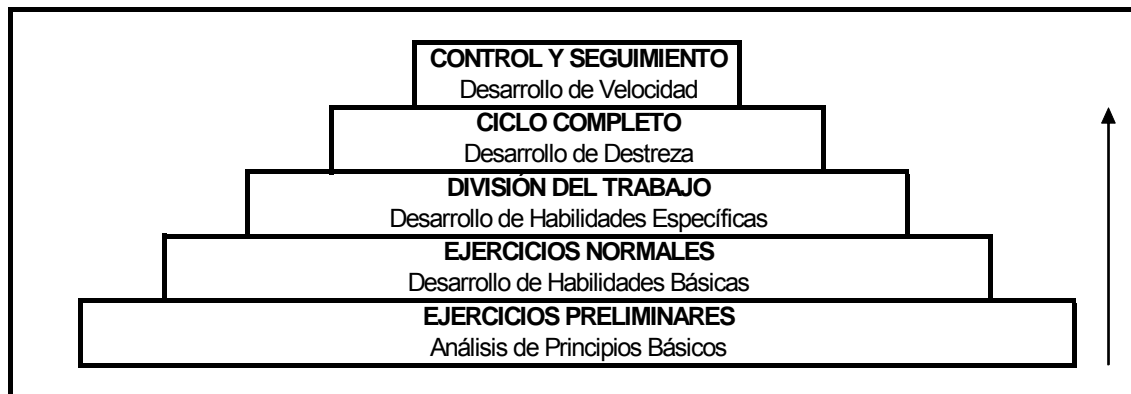 CONTROL Y SEGUIMIENTO
Desarrollo de Velocidad
CICLO COMPLETO
Desarrollo de Destreza
DIVISIÓN DEL TRABAJO
Desarrollo de Habilidades Específicas
EJERCICIOS NORMALES
Desarrollo de Habilidades Básicas
EJERCICIOS PRELIMINARES
Análisis de Principios Básicos